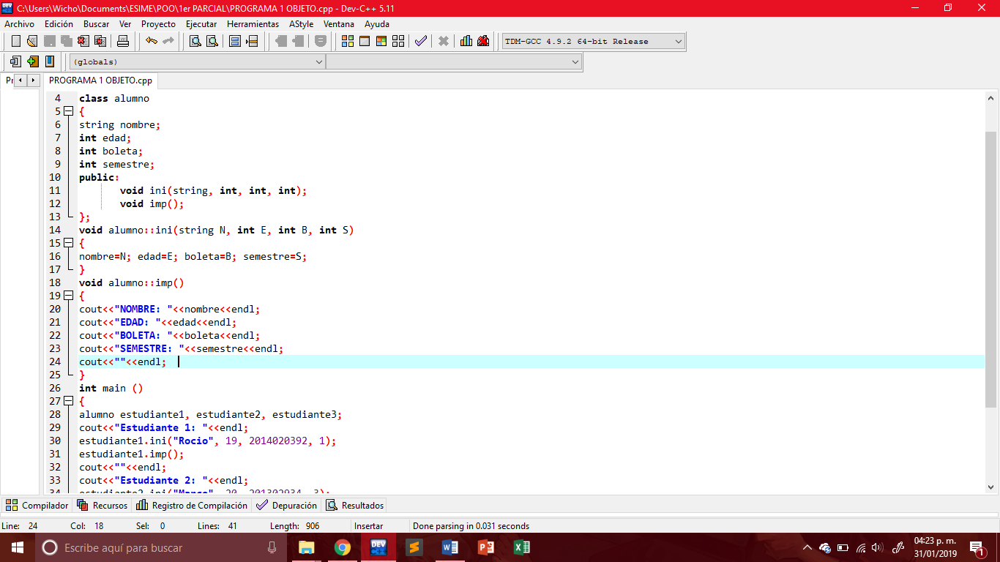 C:\Users\Wicho\Documents\ESIME\POO\1er PARCIAL\PROGRAMA 1 OBJETO.cpp - Dev-C++ 5.11
Archivo Edición Buscar Ver Proyecto Ejecutar Herramientas AStyle Ventana Ayuda
TDM-GCC 4.9.2 64-bit Release
(globals)
PROGRAMA 1 OBJETO.cpp
4 class alumno
5 {
6 string nombre;
7 int edad;
8 int boleta;
9 int semestre;
10 public:
11 void ini(string, int, int, int);
12 void imp();
13 };
14 void alumno::ini(string N, int E, int B, int S)
15 {
16 nombre=N; edad=E; boleta=B; semestre=S;
17 }
18 void alumno::imp()
19 {
20 cout<<"NOMBRE: "<<nombre<<endl;
21 cout<<"EDAD: "<<edad<<endl;
22 cout<<"BOLETA: "<<boleta<<endl;
23 cout<<"SEMESTRE: "<<semestre<<endl;
24 cout<<""<<endl;
25 }
26 int main ()
27 {
28 alumno estudiante1, estudiante2, estudiante3;
29 cout<<"Estudiante 1: "<<endl;
30 estudiante1.ini("Rocio", 19, 2014020392, 1);
31 estudiante1.imp();
32 cout<<""<<endl;
33 cout<<"Estudiante 2: "<<endl;
Compilador Recursos Registro de Compilación Depuración Resultados
Line: 24 Col: 18 Sel: 0 Lines: 41 Length: 906 Insertar Done parsing in 0.031 seconds
Escribe aquí para buscar
04:23 p. m.
31/01/2019
1